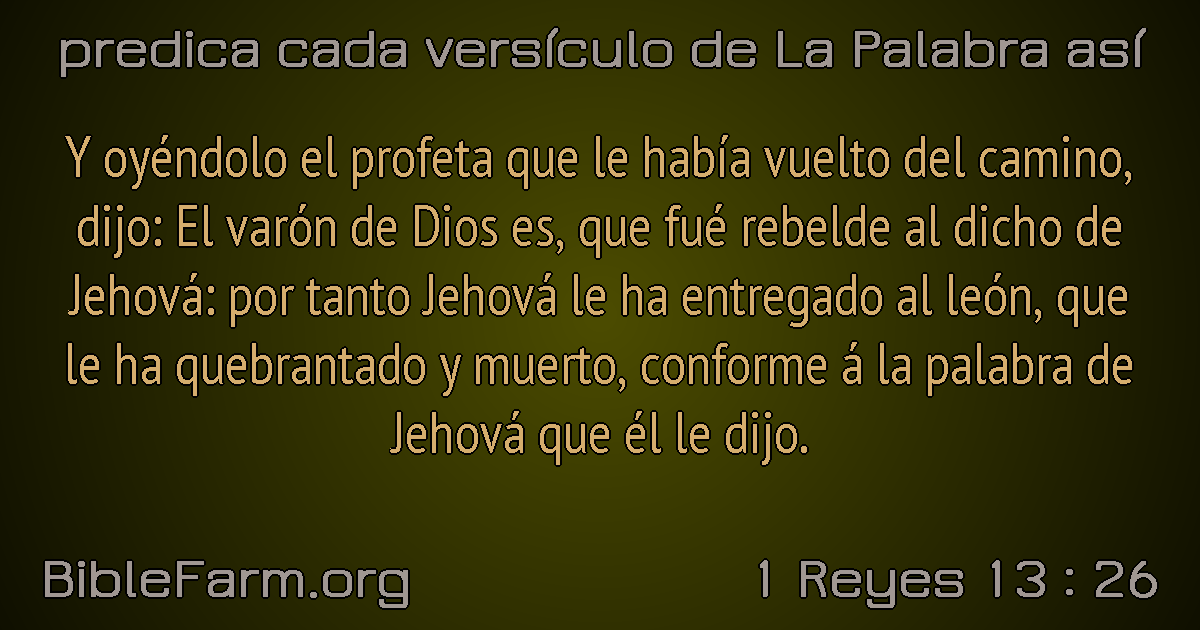 predica cada versículo de La Palabra así
Y oyéndolo el profeta que le había vuelto del camino,
dijo: El varón de Dios es, que fué rebelde al dicho de
Jehová: por tanto Jehová le ha entregado al león, que
le ha quebrantado y muerto, conforme á la palabra de
Jehová que él le dijo.
BibleFarm.org
1 Reyes 13 : 26